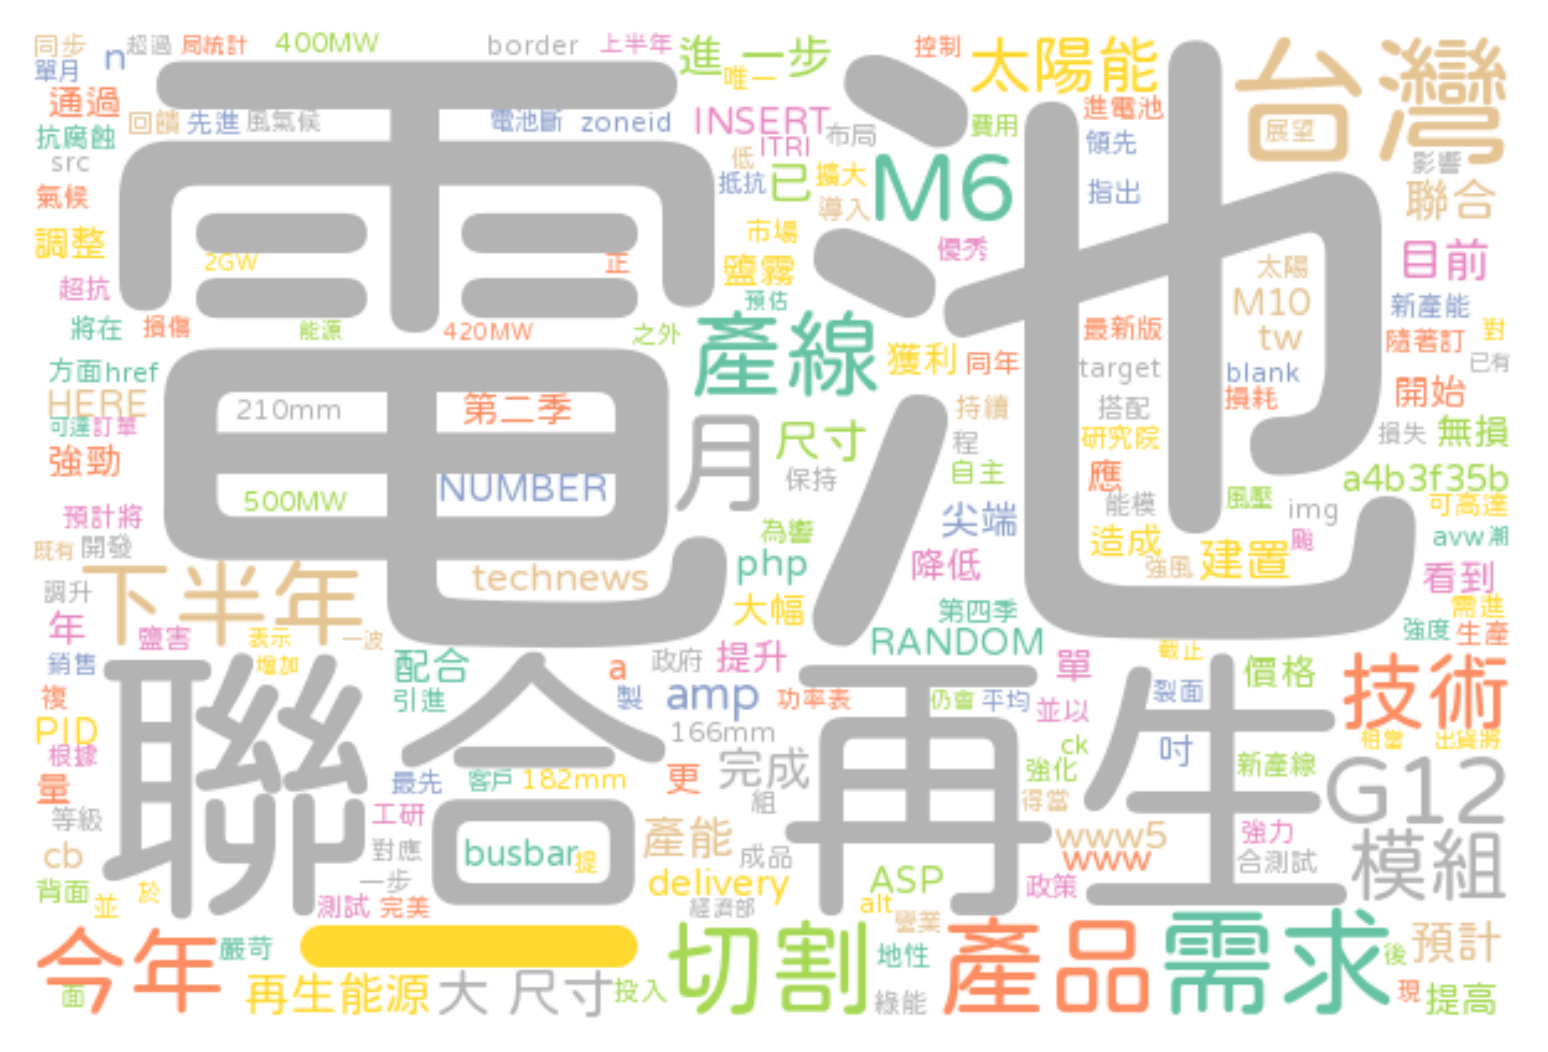 同步 n 超過 局統計 400MW border 上半年 進一步 唯一 控制 太陽能 台灣
單月
通過 回饋 先進 風氣候 電池斷 zoneid INSERT 布局 費用 進電池 展望
抗腐蝕 ITRI 領先
src 低 影響
氣候 抵抗 已 擴大 M6 指出 聯合
導入
調整 市場 優秀 目前
2GW 正 鹽霧 太陽
超抗 預估 M10 新產能
電池
將在 損傷 能源 420MW 之外 產線 最新版 tw 隨著訂 對
方面 href 獲利 同年 target blank 已有
HERE 210mm 第二季 持續 搭配 損耗 開始
可達 訂單 月 尺寸 程 研究院 損失 無損
強勁 保持 自主 應 a4b3f35b
500MW NUMBER 能模 風壓 img 可高達
預計將 尖端 颱
既有 開發 為響 造成 建置 avw 潮
調升 下半年 technews php 降低 強風 看到
年 大幅 第四季 需進
鹽害 表示 一波 RANDOM 強度 生產
銷售 增加 配合 a 政府 提升 單 截止 價格 技術
複 引進 製 amp 功率表 仍會 平均 並以 裂面
聯合再生
PID 166mm ck 吋 相當 出貨將
根據 最先 客戶 182mm 更 完成 強化 新產線 G12
量 組 得當
等級 工研 產能 www5 強力 模組
cb 對應 busbar 提 成品 www 合測試
背面 一步 delivery ASP 政策
並 於 測試 完美 經濟部 alt
營業
今年 嚴苛 一 切割 地性 產品 需求 後 預計
面 再生能源 大 尺寸 投入 綠能 現 提高